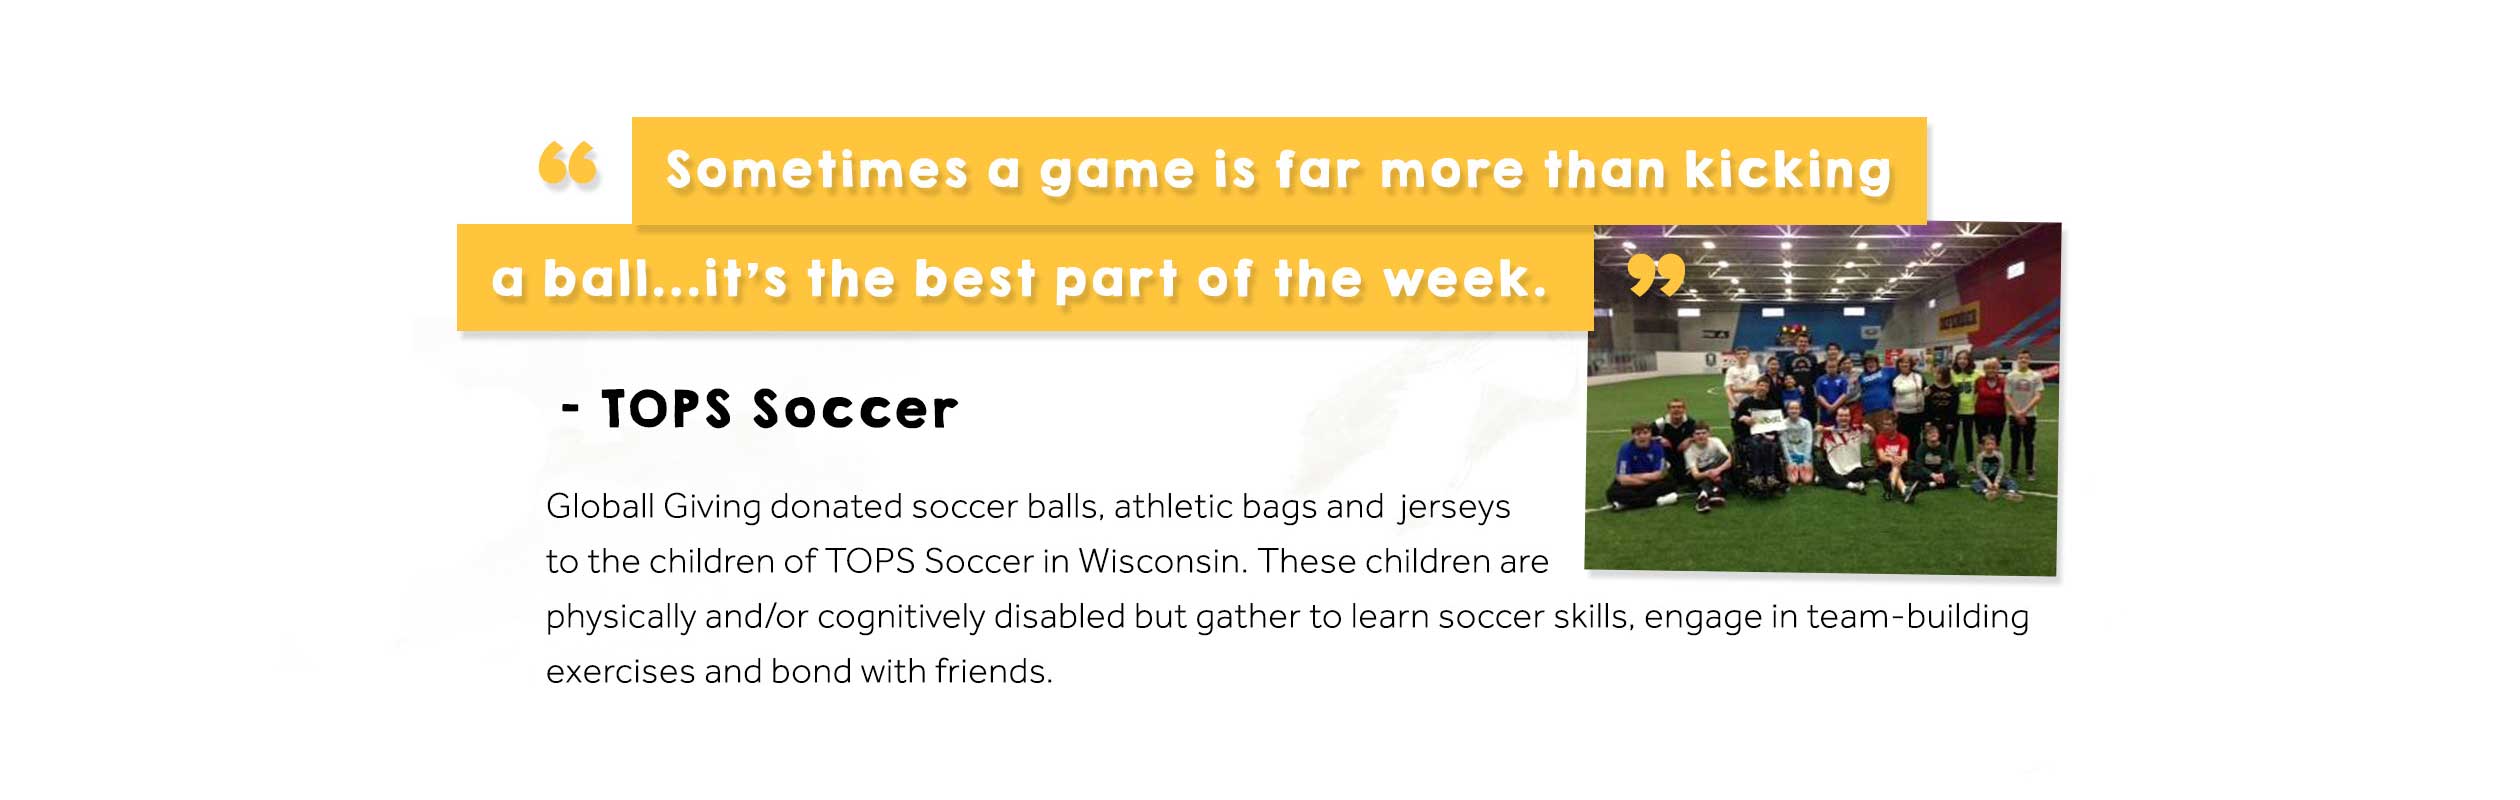 “ Sometimes a game is far more than kicking
a ball...it’s the best part of the week. ”
- TOPS Soccer
Globall Giving donated soccer balls, athletic bags and jerseys
to the children of TOPS Soccer in Wisconsin. These children are
physically and/or cognitively disabled but gather to learn soccer skills, engage in team-building
exercises and bond with friends.
DEFENDER